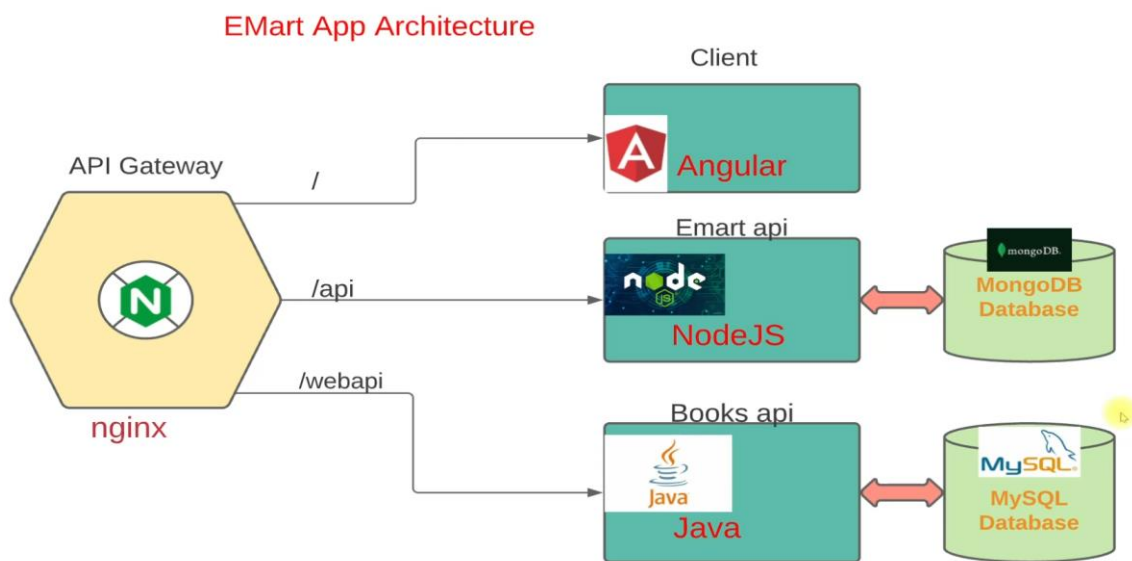 EMart App Architecture
Client
Angular
API Gateway
/
Emart api
node
JS
NodeJS
mongoDB.
MongoDB
Database
/api
/webapi
nginx
N
A
Books api
Java
Java
MySQL
MySQL
Database